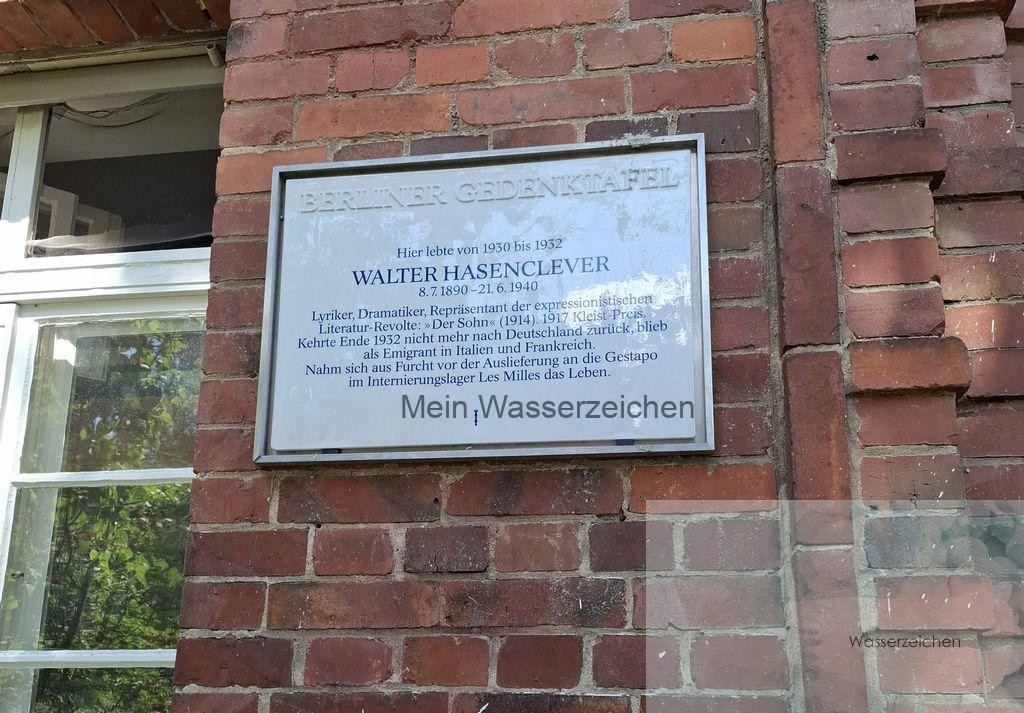 BERLINER GEDENKTAFEL
Hier lebte von 1930 bis 1932
WALTER HASENCLEVER
8. 7. 1890 – 21. 6. 1940
Lyriker, Dramatiker, Repräsentant der expressionistischen
Literatur-Revolte: »Der Sohn« (1914). 1917 Kleist-Preis.
Kehrte Ende 1932 nicht mehr nach Deutschland zurück, blieb
als Emigrant in Italien und Frankreich.
Nahm sich aus Furcht vor der Auslieferung an die Gestapo
im Internierungslager Les Milles das Leben.
Mein Wasserzeichen
Wasserzeichen